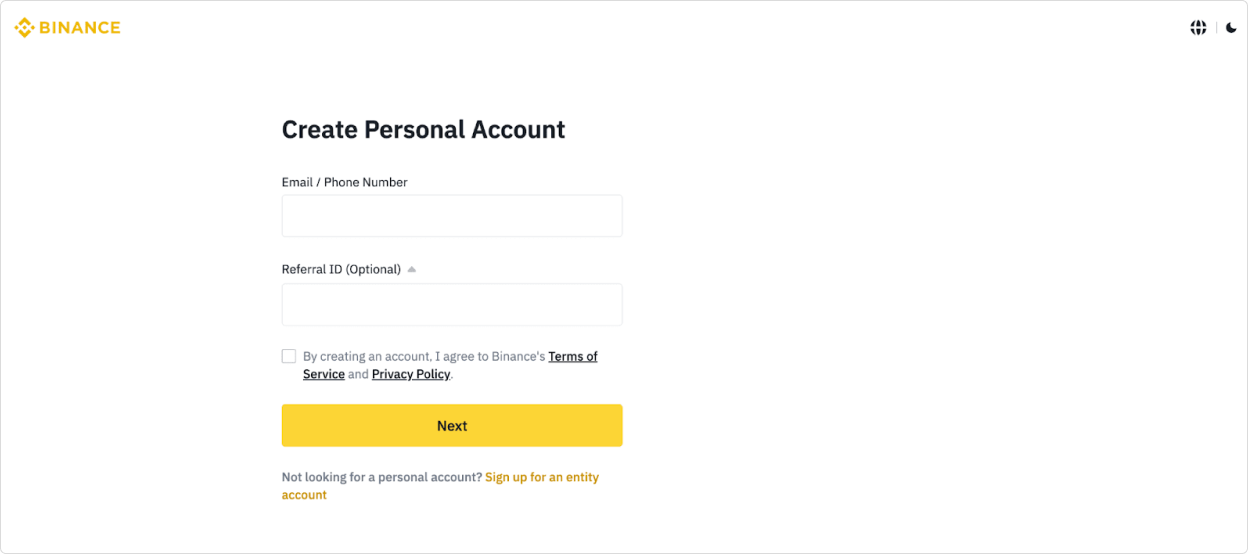 BINANCE
Create Personal Account
Email / Phone Number
Referral ID (Optional)
By creating an account, I agree to Binance's Terms of
Service and Privacy Policy.
Next
Not looking for a personal account? Sign up for an entity
account